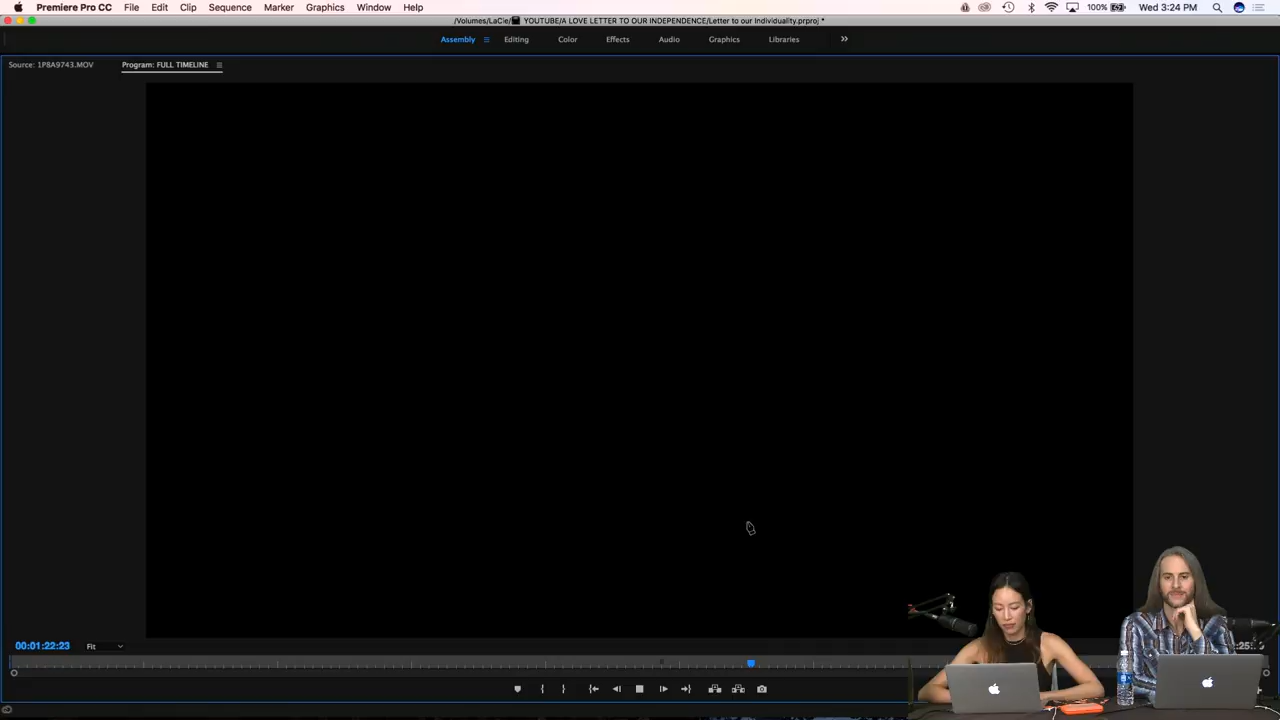 Premiere Pro CC File Edit Clip Sequence Marker Graphics Window Help 100% Wed 3:24 PM
/Volumes/LaCie/ YOUTUBE/A LOVE LETTER TO OUR INDEPENDENCE/Letter to our Individuality.prproj *
Assembly Editing Color Effects Audio Graphics Libraries
Source: 1P8A9743.MOV Program: FULL TIMELINE
00:01:22:23 Fit